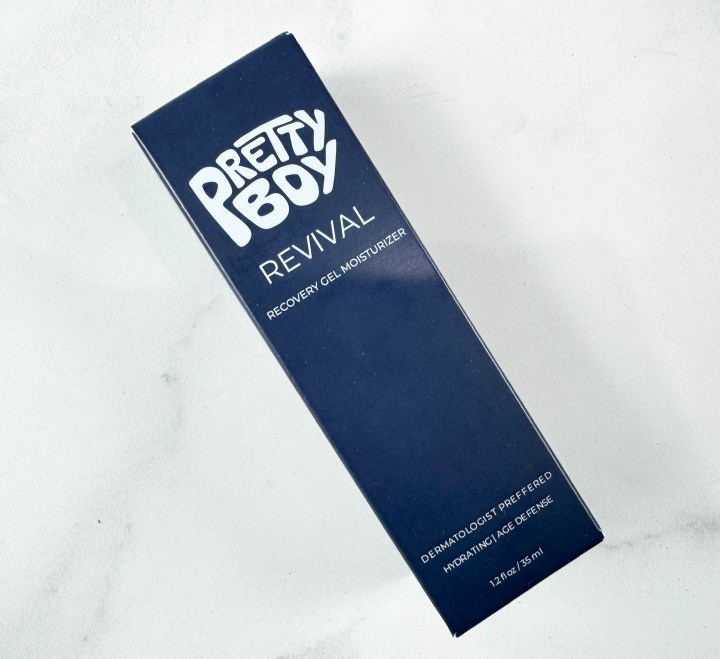 PRETTY
BOY
REVIVAL
RECOVERY GEL MOISTURIZER
DERMATOLOGIST PREFFERED
HYDRATING | AGE DEFENSE
1.2 fl oz / 35 ml